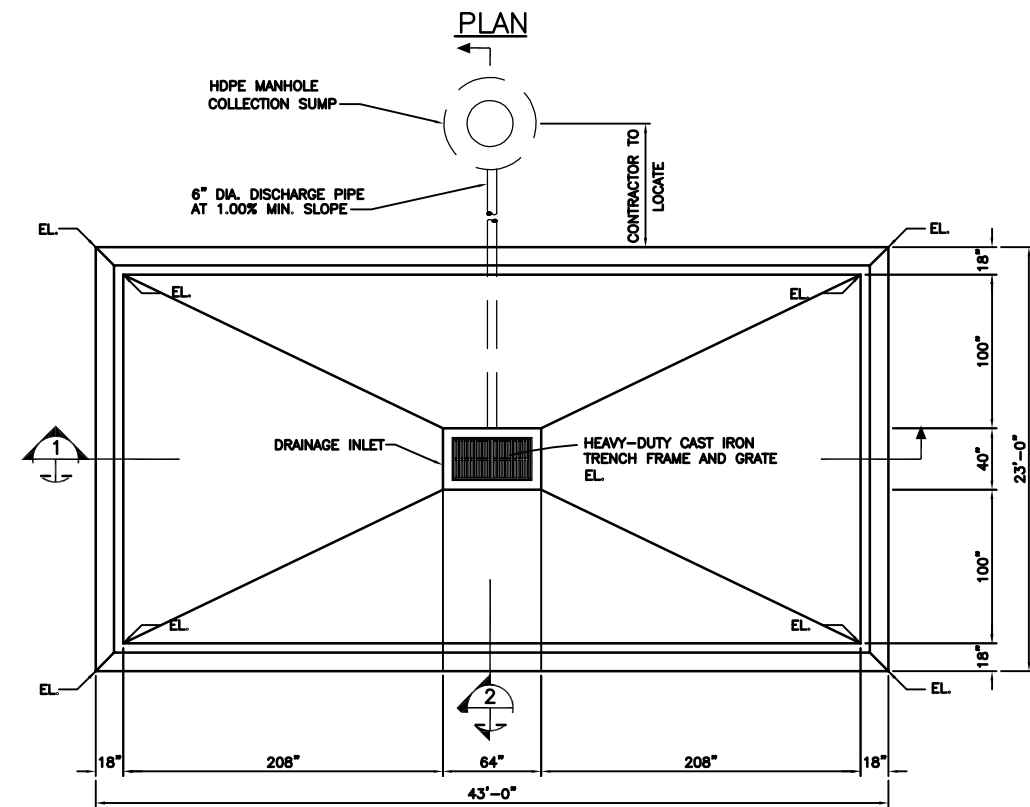 PLAN
HDPE MANHOLE
COLLECTION SUMP
CONTRACTOR TO
LOCATE
6" DIA. DISCHARGE PIPE
AT 1.00% MIN. SLOPE
EL.
EL.
18"
EL.
EL.
100"
1
DRAINAGE INLET
HEAVY-DUTY CAST IRON
TRENCH FRAME AND GRATE
EL.
40"
23'-0"
100"
EL.
EL.
18"
EL.
EL.
2
18"
208"
64"
208"
18"
43'-0"